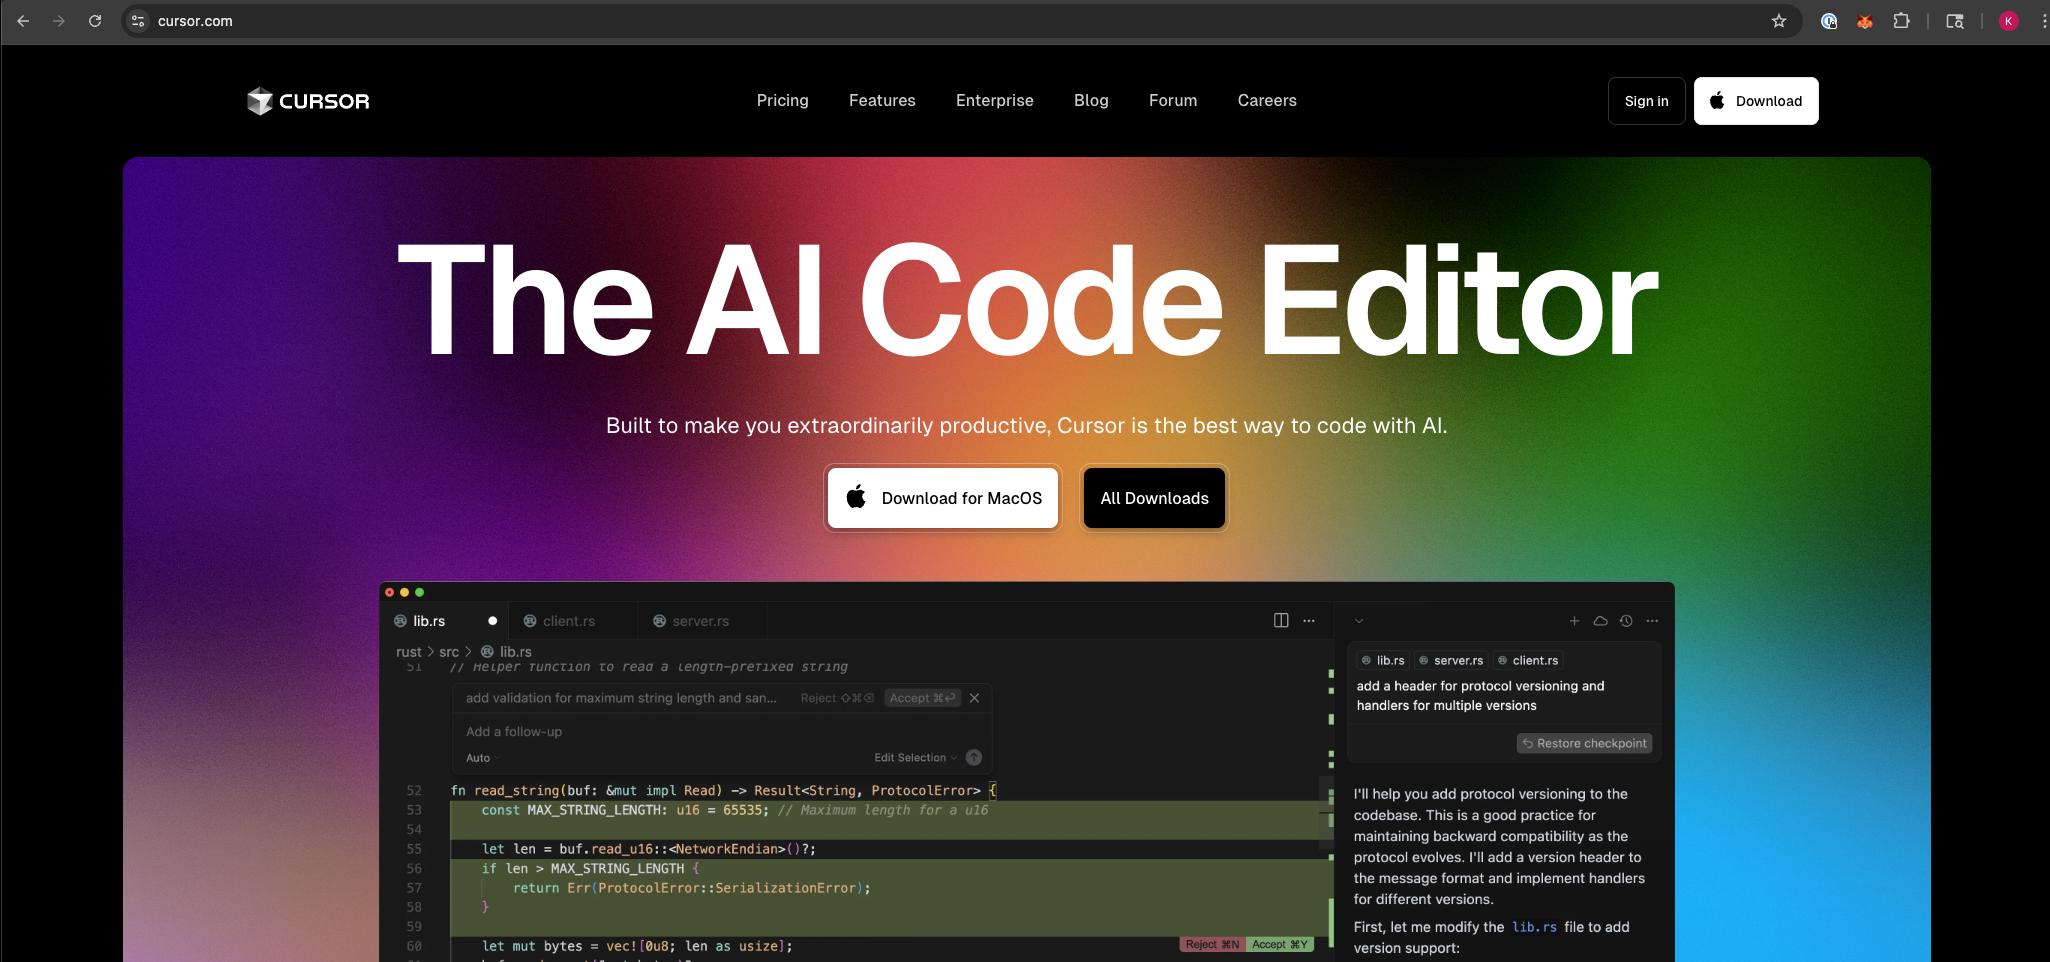 cursor.com
K
CURSOR
Pricing Features Enterprise Blog Forum Careers
Sign in
Download
The AI Code Editor
Built to make you extraordinarily productive, Cursor is the best way to code with AI.
Download for MacOS
All Downloads
lib.rs client.rs server.rs
rust > src > lib.rs
51 // Helper function to read a length-prefixed string
add validation for maximum string length and san... Reject ⇧⌘⌫ Accept ⌘⏎
Add a follow-up
Auto Edit Selection
52 fn read_string(buf: &mut impl Read) -> Result<String, ProtocolError> {
53 const MAX_STRING_LENGTH: u16 = 65535; // Maximum length for a u16
54
55 let len = buf.read_u16::<NetworkEndian>()?;
56 if len > MAX_STRING_LENGTH {
57 return Err(ProtocolError::SerializationError);
58 }
59
60 let mut bytes = vec![0u8; len as usize];
Reject ⌘N Accept ⌘Y
lib.rs server.rs client.rs
add a header for protocol versioning and
handlers for multiple versions
Restore checkpoint
I'll help you add protocol versioning to the
codebase. This is a good practice for
maintaining backward compatibility as the
protocol evolves. I'll add a version header to
the message format and implement handlers
for different versions.
First, let me modify the lib.rs file to add
version support: